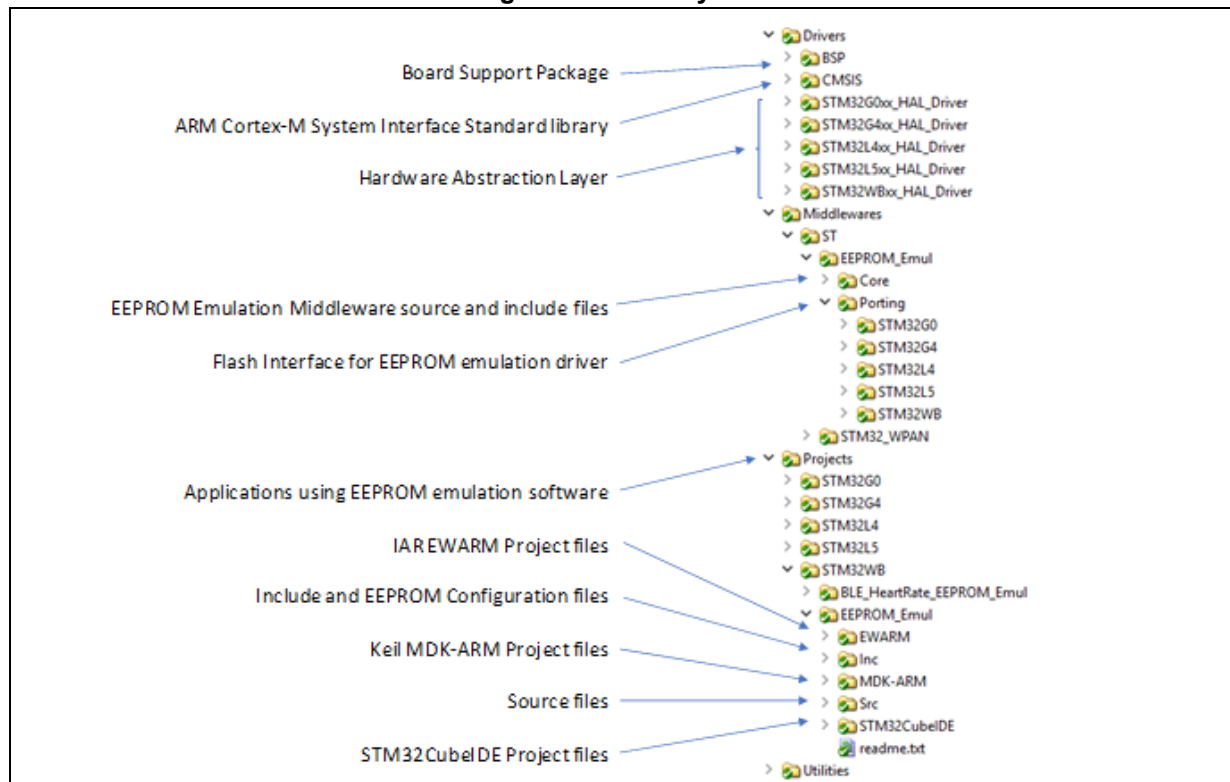 Drivers
BSP
Board Support Package
CMSIS
STM32G0xx_HAL_Driver
ARM Cortex-M System Interface Standard library
STM32G4xx_HAL_Driver
STM32L4xx_HAL_Driver
Hardware Abstraction Layer
STM32L5xx_HAL_Driver
STM32WBxx_HAL_Driver
Middlewares
ST
EEPROM_Emul
Core
EEPROM Emulation Middleware source and include files
Porting
STM32G0
STM32G4
Flash Interface for EEPROM emulation driver
STM32L4
STM32L5
STM32WB
STM32_WPAN
Projects
STM32G0
Applications using EEPROM emulation software
STM32G4
STM32L4
IAR EWARM Project files
STM32L5
STM32WB
Include and EEPROM Configuration files
BLE_HeartRate_EEPROM_Emul
EEPROM_Emul
EWARM
Keil MDK-ARM Project files
Inc
MDK-ARM
Source files
Src
STM32CubeIDE
STM32CubeIDE Project files
readme.txt
Utilities